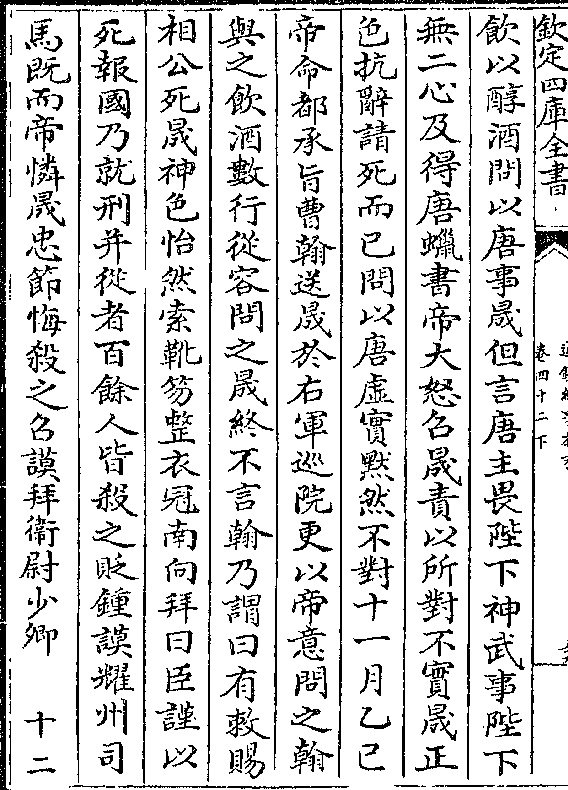 欽定四庫全書
卷四十二下
飲以醇酒問以唐事晟但言唐主畏陛下神武事陛下
無二心及得唐蠟書帝大怒召晟責以所對不實晟正
色抗辭請死而已問以唐虛實默然不對十一月乙巳
帝命都承旨曹翰送晟於右軍巡院更以帝意問之翰
與之飲酒數行從容問之晟終不言翰乃謂曰有敕賜
相公死晟神色怡然索靴笏整衣冠南向拜曰臣謹以
死報國乃就刑并從者百餘人皆殺之貶鍾謨耀州司
馬既而帝憐晟忠節悔殺之召謨拜衛尉少卿　十二